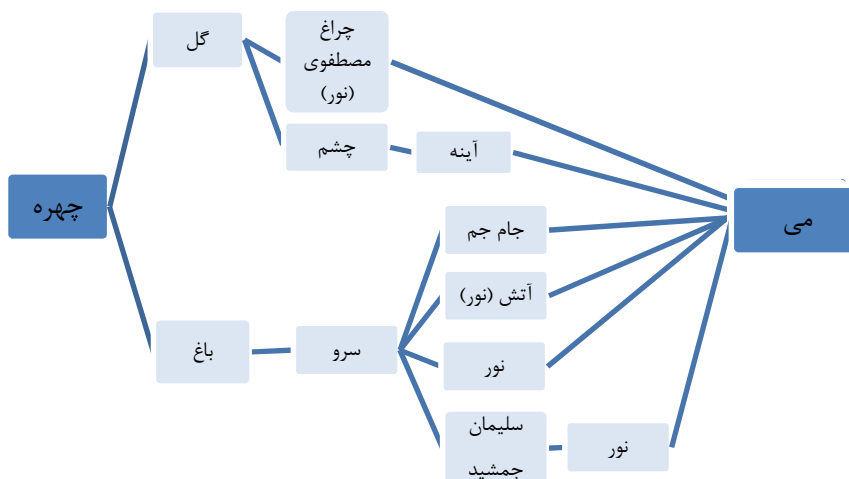 چراغ
مصطفوی
(نور)
گل
چشم
آینه
چهره
می
جام جم
آتش (نور)
باغ
سرو
نور
سلیمان
جمشید
نور